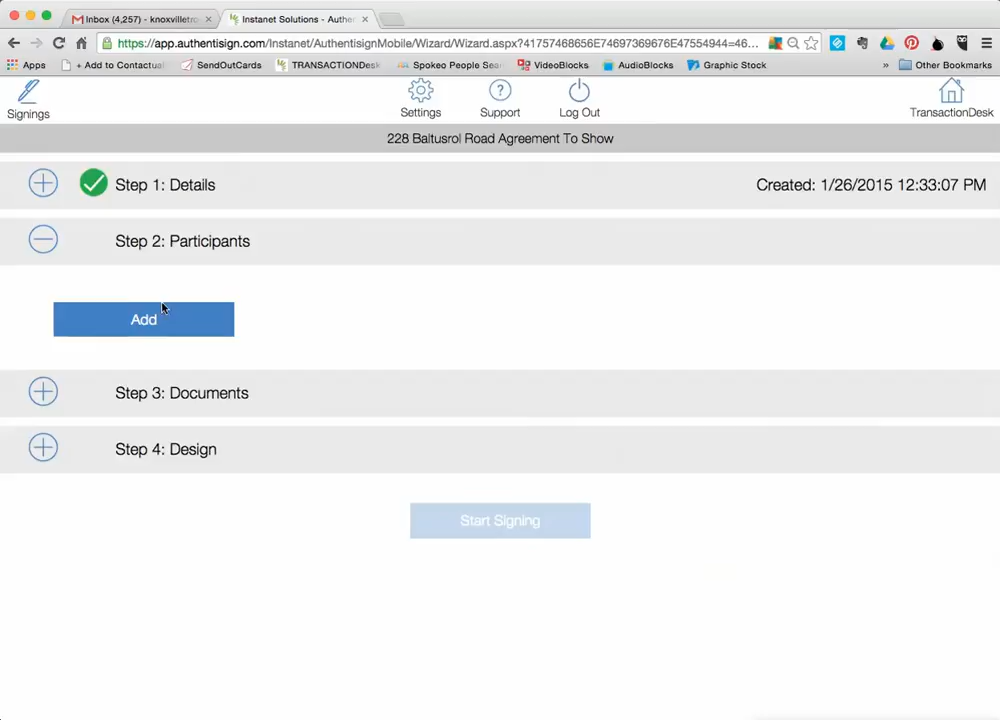 Inbox (4,257) - knoxvilletro
Instanet Solutions - Authen
https://app.authentisign.com/Instanet/AuthentisignMobile/Wizard/Wizard.aspx?41757468656E74697369676E47554944=46...
Apps
+ Add to Contactual
SendOutCards
TRANSACTIONDesk
Spokeo People Sea
VideoBlocks
AudioBlocks
Graphic Stock
»
Other Bookmarks
Signings
Settings
Support
Log Out
TransactionDesk
228 Baltusrol Road Agreement To Show
Step 1: Details
Created: 1/26/2015 12:33:07 PM
Step 2: Participants
Add
Step 3: Documents
Step 4: Design
Start Signing